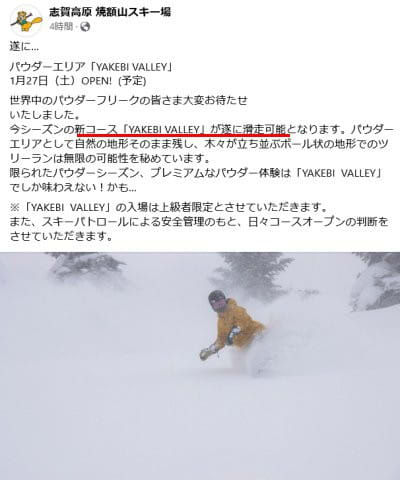 志賀高原 焼額山スキー場
4時間 ·
遂に...
パウダーエリア「YAKEBI VALLEY」
1月27日（土）OPEN! (予定)
世界中のパウダーフリークの皆さま大変お待たせ
いたしました。
今シーズンの新コース「YAKEBI VALLEY」が遂に滑走可能となります。パウダー
エリアとして自然の地形そのまま残し、木々が立ち並ぶボール状の地形でのツ
リーランは無限の可能性を秘めています。
限られたパウダーシーズン、プレミアムなパウダー体験は「YAKEBI VALLEY」
でしか味わえない！かも...
※「YAKEBI VALLEY」の入場は上級者限定とさせていただきます。
また、スキーパトロールによる安全管理のもと、日々コースオープンの判断を
させていただきます。